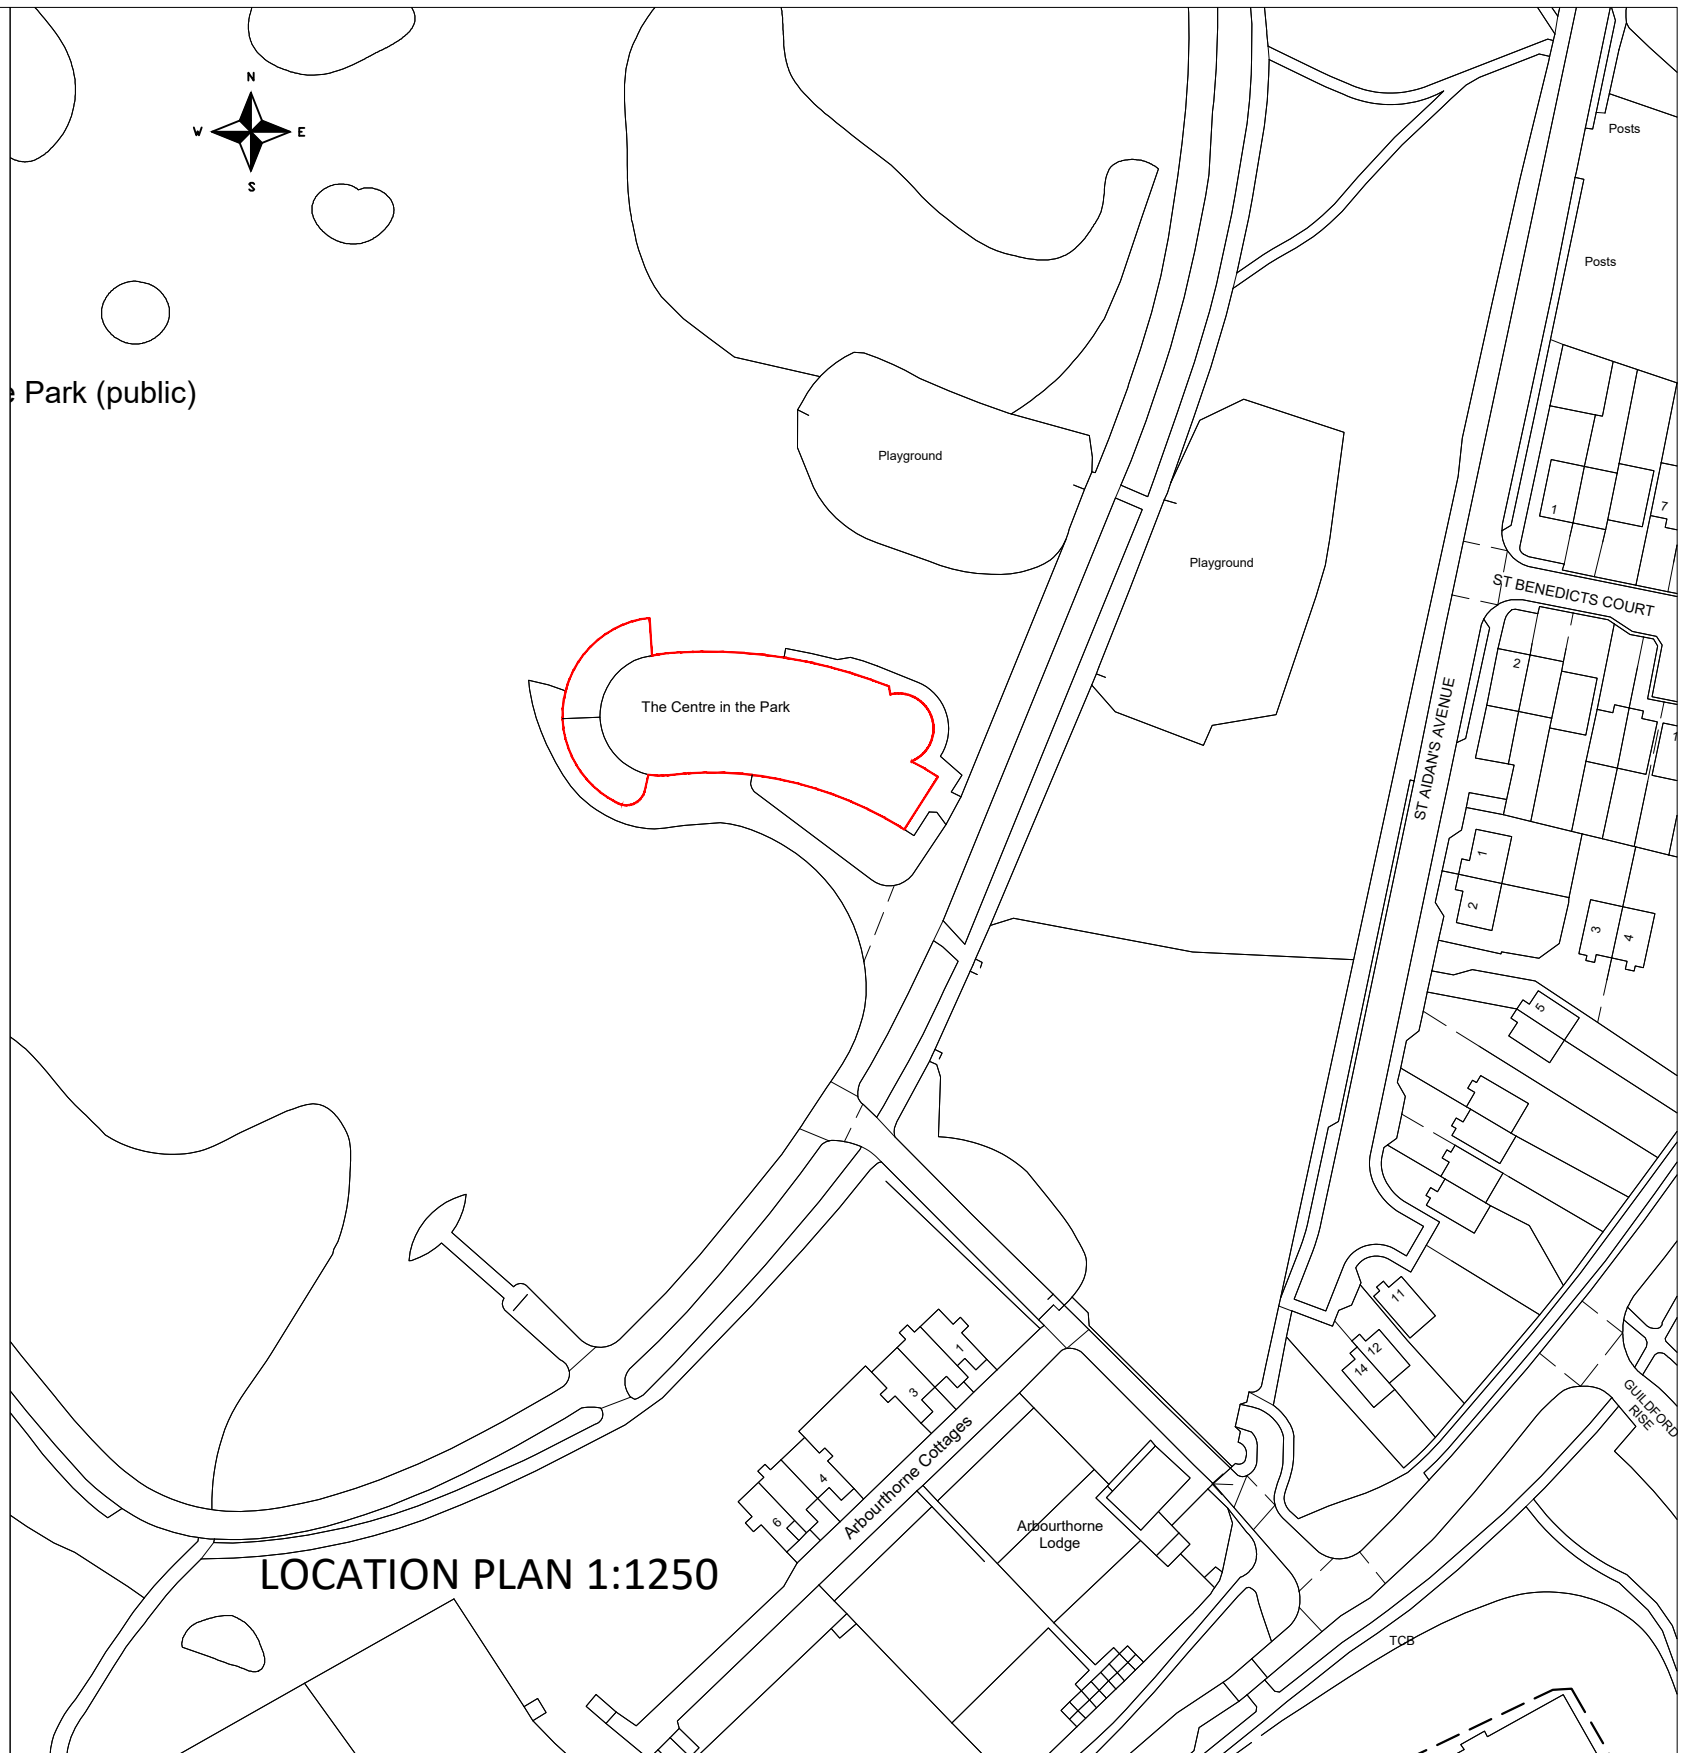 N
W E
S
Posts
Posts
Park (public)
Playground
Playground
1
7
ST BENEDICTS COURT
2
The Centre in the Park
ST AIDAN'S AVENUE
1
1
2
3
4
5
11
12
14
1
3
4
6
Arbourthorne Cottages
GUILDFORD
RISE
Arbourthorne
Lodge
LOCATION PLAN 1:1250
TCB